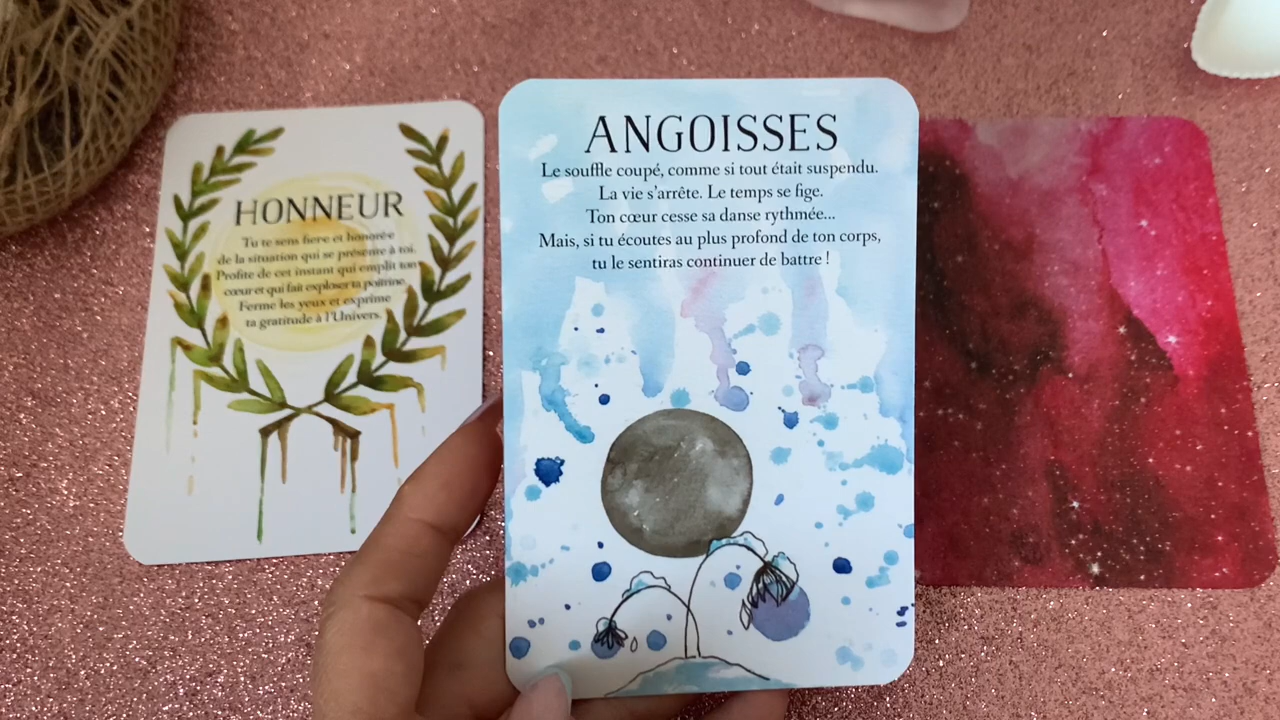 HONNEUR
Tu te sens fier·e et honoré·e
de la situation qui se présente à toi.
Profite de cet instant qui emplit ton
cœur et qui fait exploser ta poitrine.
Ferme les yeux et exprime
ta gratitude à l'Univers.
ANGOISSES
Le souffle coupé, comme si tout était suspendu.
La vie s'arrête. Le temps se fige.
Ton cœur cesse sa danse rythmée...
Mais, si tu écoutes au plus profond de ton corps,
tu le sentiras continuer de battre !